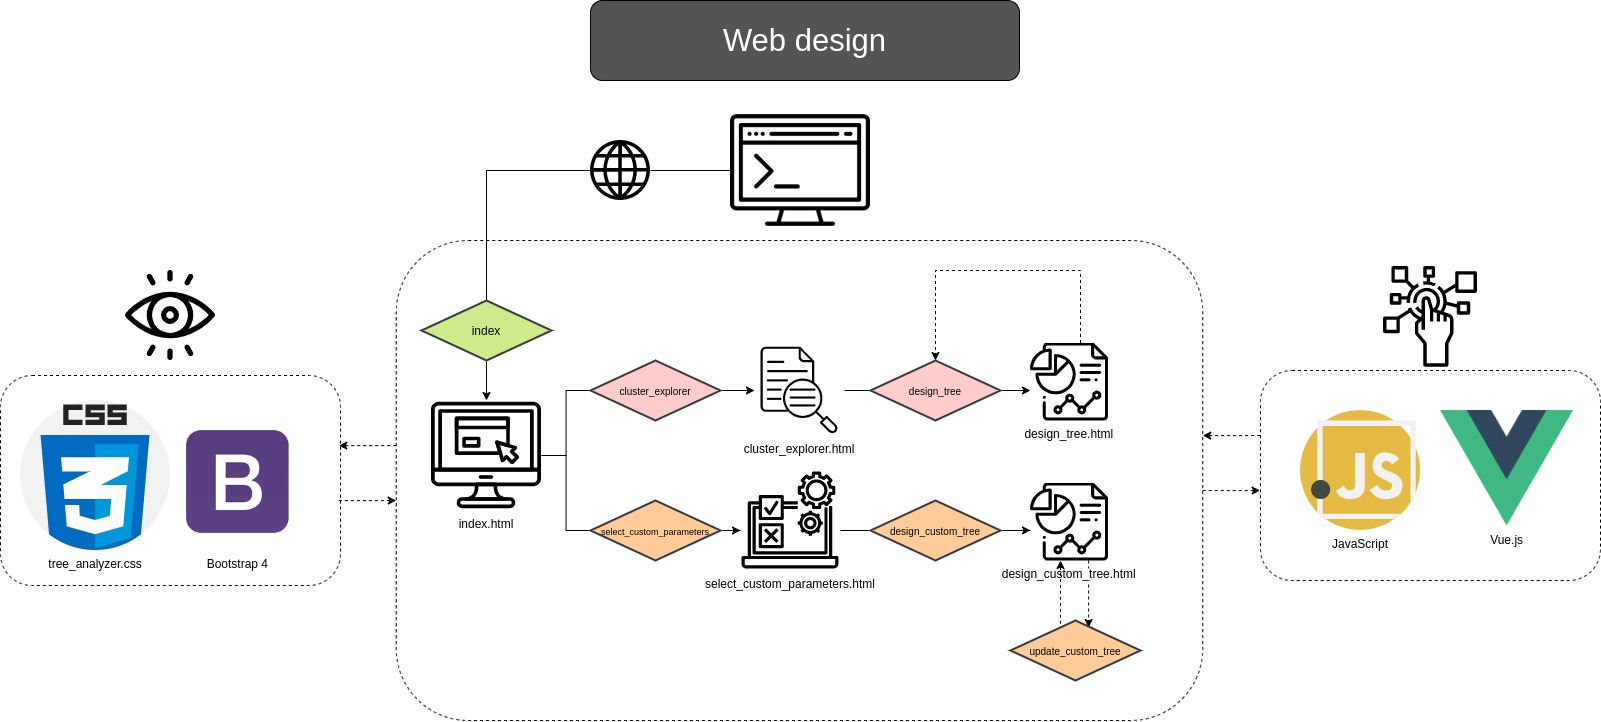 Web design
index
index.html
cluster_explorer
cluster_explorer.html
design_tree
design_tree.html
select_custom_parameters
select_custom_parameters.html
design_custom_tree
design_custom_tree.html
update_custom_tree
CSS
3
tree_analyzer.css
B
Bootstrap 4
JS
JavaScript
Vue.js